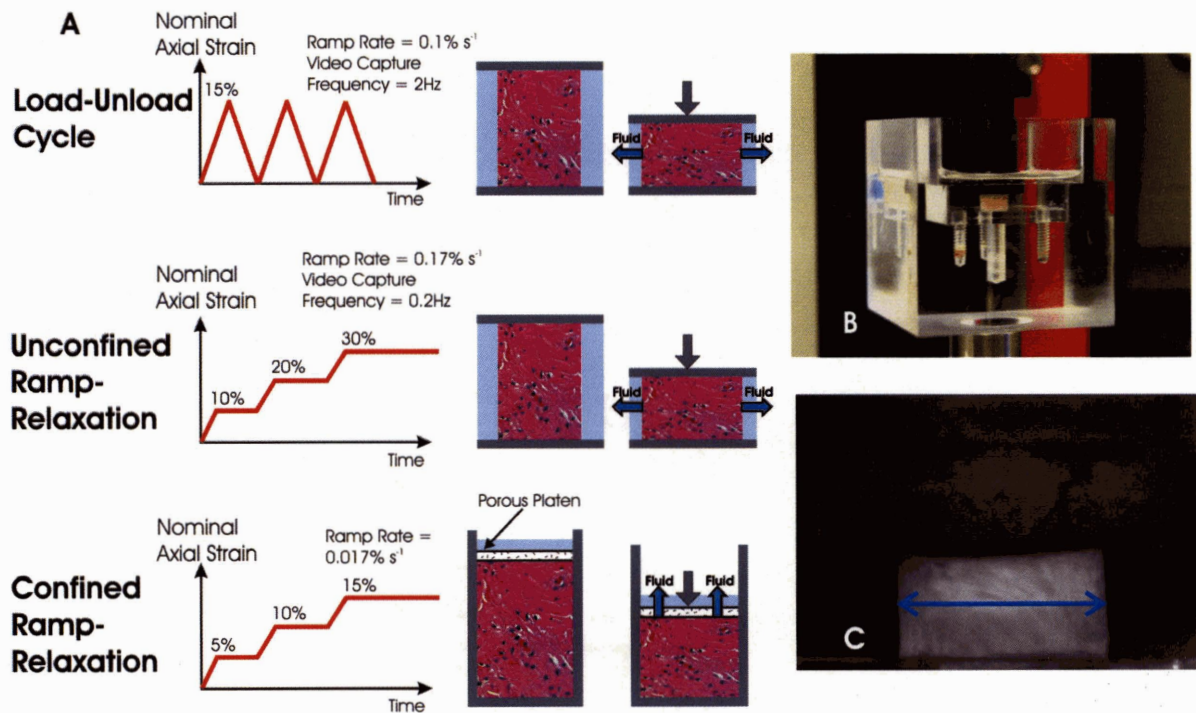 A
Nominal
Axial Strain
Ramp Rate = 0.1% s⁻¹
Video Capture
Frequency = 2Hz
Load-Unload
Cycle
15%
Time
Fluid
Fluid
Nominal
Axial Strain
Ramp Rate = 0.17% s⁻¹
Video Capture
Frequency = 0.2Hz
Unconfined
Ramp-
Relaxation
10%
20%
30%
Time
Fluid
Fluid
Nominal
Axial Strain
Ramp Rate =
0.017% s⁻¹
Confined
Ramp-
Relaxation
5%
10%
15%
Time
Porous Platen
Fluid
Fluid
B
C